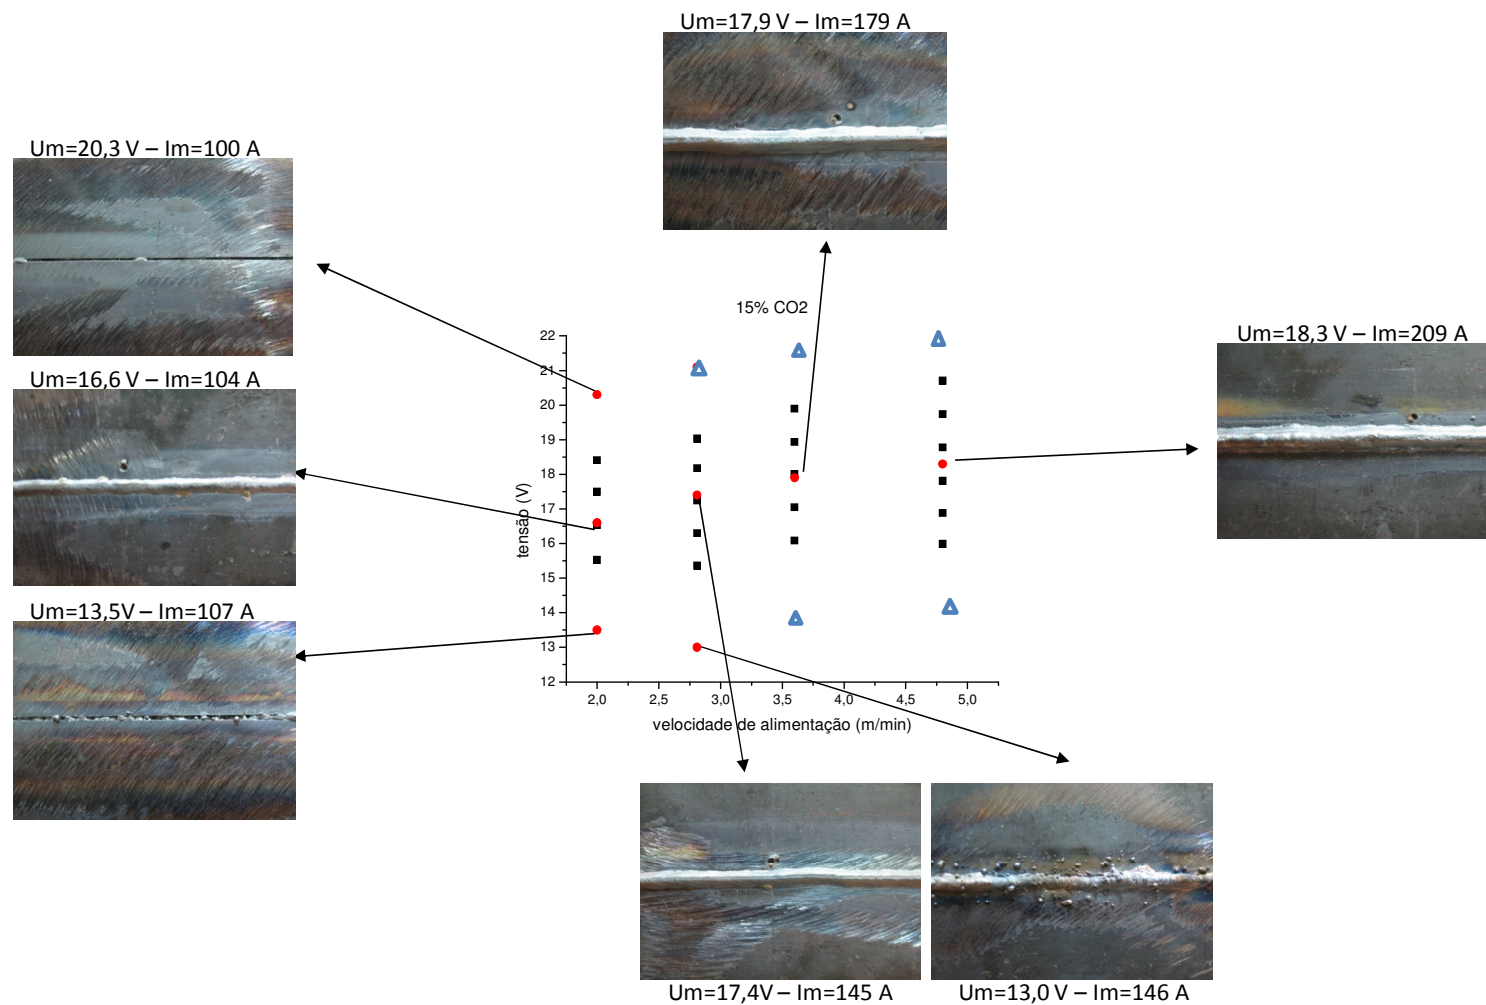 Um=17,9 V – Im=179 A
Um=20,3 V – Im=100 A
15% CO2
Um=18,3 V – Im=209 A
Um=16,6 V – Im=104 A
Um=13,5V – Im=107 A
22
21
20
19
18
17
16
15
14
13
12
tensão (V)
2,0 2,5 3,0 3,5 4,0 4,5 5,0
velocidade de alimentação (m/min)
Um=17,4V – Im=145 A
Um=13,0 V – Im=146 A